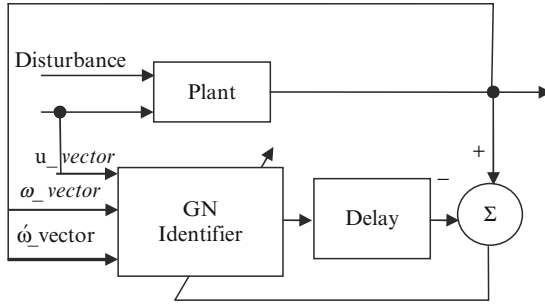 Disturbance
Plant
+
u_vector
ω_vector
ώ_vector
GN
Identifier
Delay
−
Σ